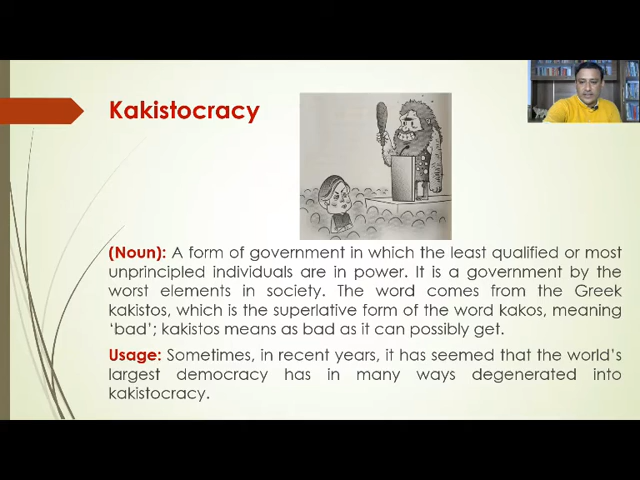 Kakistocracy
(Noun): A form of government in which the least qualified or most
unprincipled individuals are in power. It is a government by the
worst elements in society. The word comes from the Greek
kakistos, which is the superlative form of the word kakos, meaning
‘bad’; kakistos means as bad as it can possibly get.
Usage: Sometimes, in recent years, it has seemed that the world’s
largest democracy has in many ways degenerated into
kakistocracy.